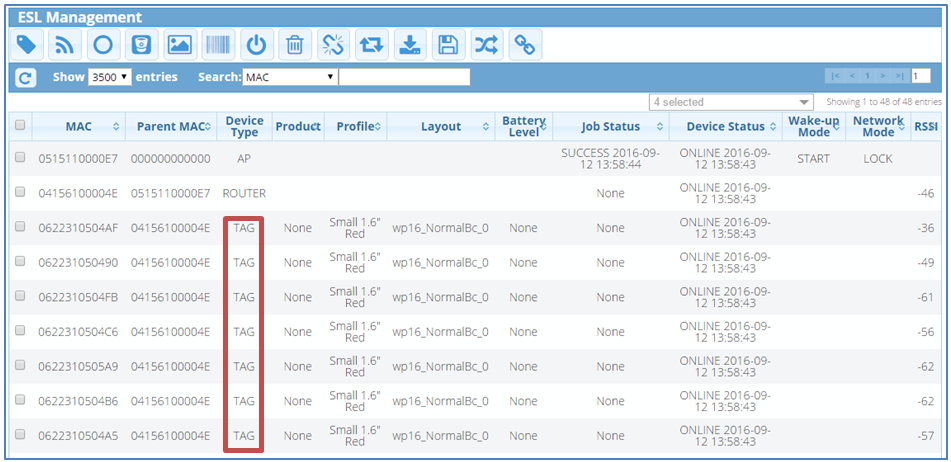 ESL Management
Show 3500 entries Search: MAC 1
|< < 1 > >|
4 selected Showing 1 to 48 of 48 entries
MAC Parent MAC Device Type Product Profile Layout Battery Level Job Status Device Status Wake-up Mode Network Mode RSSI
0515110000E7 000000000000 AP SUCCESS 2016-09-12 13:58:44 ONLINE 2016-09-12 13:58:43 START LOCK
04156100004E 0515110000E7 ROUTER None ONLINE 2016-09-12 13:58:43 -46
0622310504AF 04156100004E TAG None Small 1.6" Red wp16_NormalBc_0 None None ONLINE 2016-09-12 13:58:43 -36
062231050490 04156100004E TAG None Small 1.6" Red wp16_NormalBc_0 None None ONLINE 2016-09-12 13:58:43 -49
0622310504FB 04156100004E TAG None Small 1.6" Red wp16_NormalBc_0 None None ONLINE 2016-09-12 13:58:43 -61
0622310504C6 04156100004E TAG None Small 1.6" Red wp16_NormalBc_0 None None ONLINE 2016-09-12 13:58:43 -56
0622310505A9 04156100004E TAG None Small 1.6" Red wp16_NormalBc_0 None None ONLINE 2016-09-12 13:58:43 -62
0622310504B6 04156100004E TAG None Small 1.6" Red wp16_NormalBc_0 None None ONLINE 2016-09-12 13:58:43 -62
0622310504A5 04156100004E TAG None Small 1.6" Red wp16_NormalBc_0 None None ONLINE 2016-09-12 13:58:43 -57